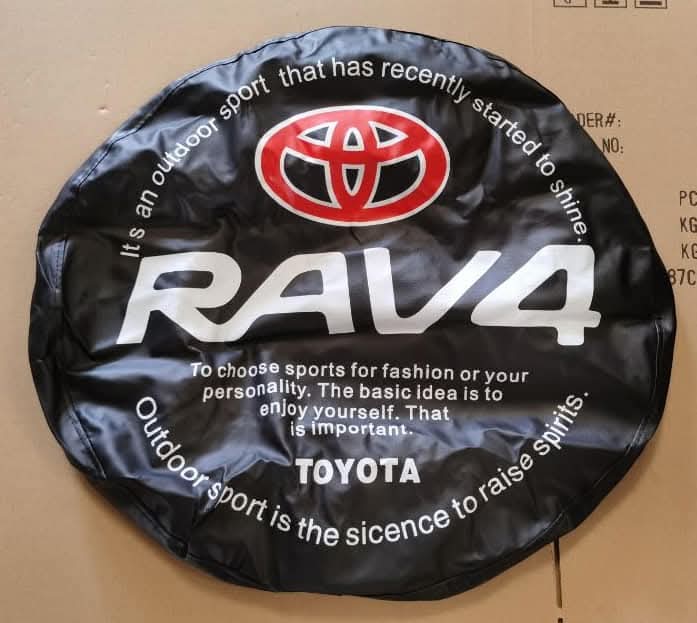 It's an outdoor sport that has recently started to shine.
RAV4
To choose sports for fashion or your
personality. The basic idea is to
enjoy yourself. That
is important.
TOYOTA
Outdoor sport is the sicence to raise spirits.
DER#:
NO:
PC
KG
KG
87C